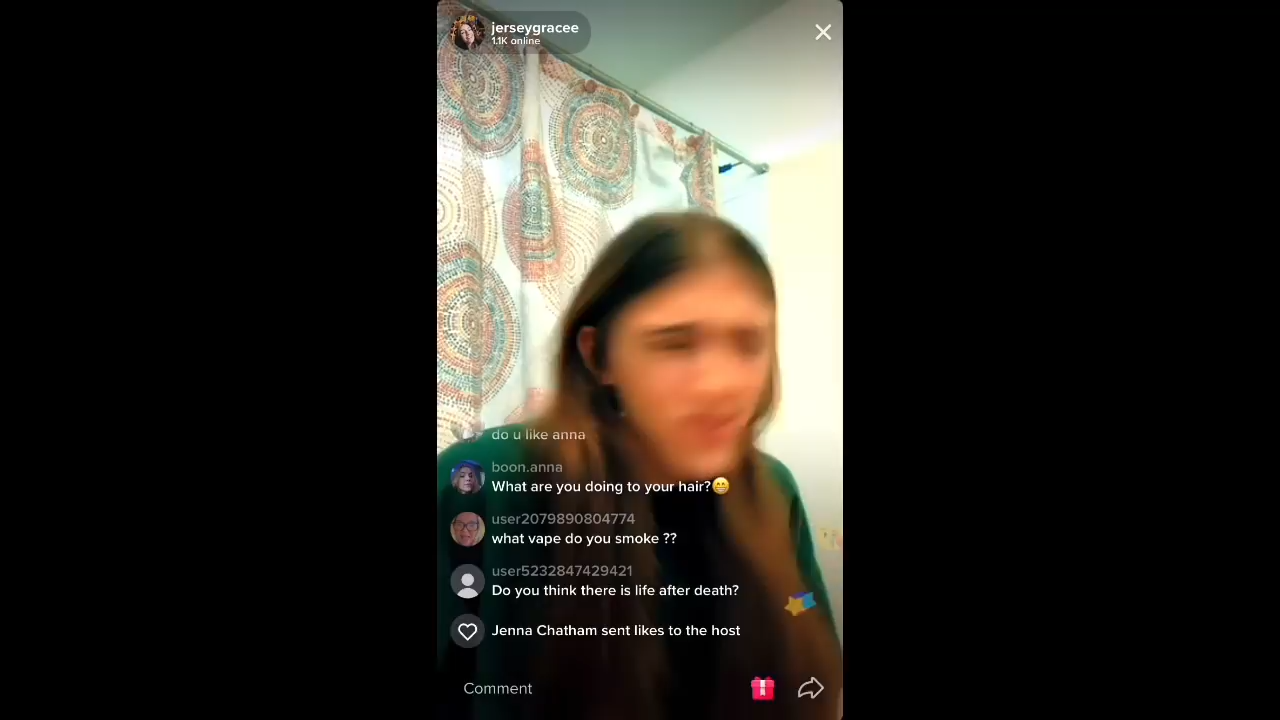 jerseygracee
1.1K online
do u like anna
boon.anna
What are you doing to your hair?😁
user2079890804774
what vape do you smoke ??
user5232847429421
Do you think there is life after death?
Jenna Chatham sent likes to the host
Comment